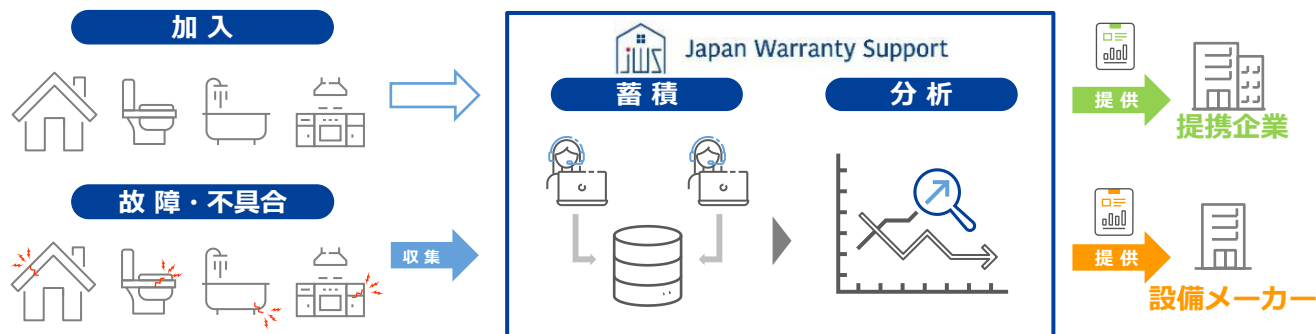 加入
故障・不具合
収集
jws
Japan Warranty Support
蓄積
分析
提供
提携企業
提供
設備メーカー